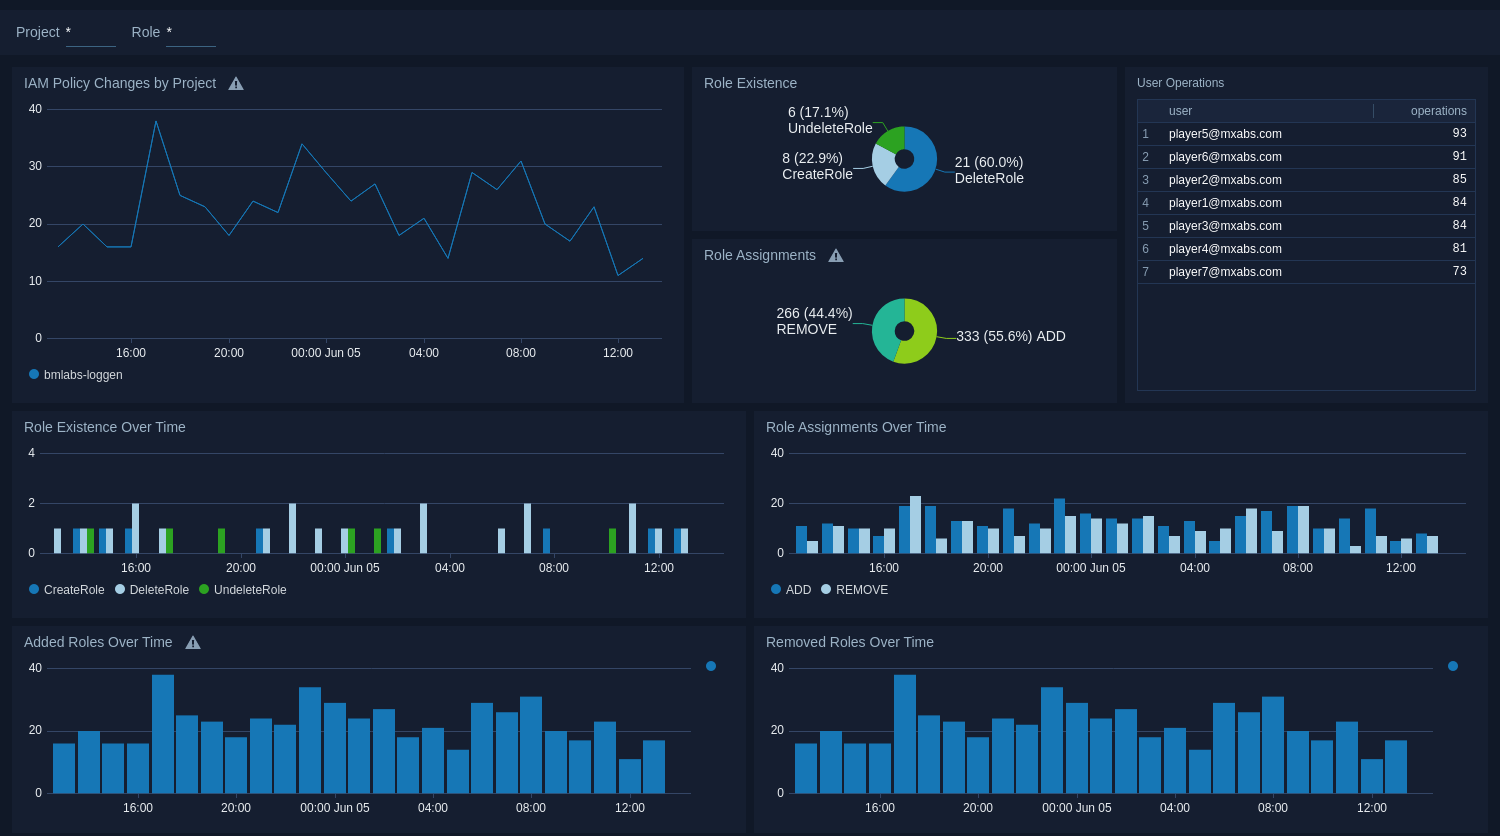 Project * Role *
IAM Policy Changes by Project
40
30
20
10
0
16:00 20:00 00:00 Jun 05 04:00 08:00 12:00
bmlabs-loggen
Role Existence
6 (17.1%)
UndeleteRole
8 (22.9%)
CreateRole
21 (60.0%)
DeleteRole
Role Assignments
266 (44.4%)
REMOVE
333 (55.6%) ADD
User Operations
user operations
1 player5@mxabs.com 93
2 player6@mxabs.com 91
3 player2@mxabs.com 85
4 player1@mxabs.com 84
5 player3@mxabs.com 84
6 player4@mxabs.com 81
7 player7@mxabs.com 73
Role Existence Over Time
4
2
0
16:00 20:00 00:00 Jun 05 04:00 08:00 12:00
CreateRole DeleteRole UndeleteRole
Role Assignments Over Time
40
20
0
16:00 20:00 00:00 Jun 05 04:00 08:00 12:00
ADD REMOVE
Added Roles Over Time
40
20
0
16:00 20:00 00:00 Jun 05 04:00 08:00 12:00
Removed Roles Over Time
40
20
0
16:00 20:00 00:00 Jun 05 04:00 08:00 12:00